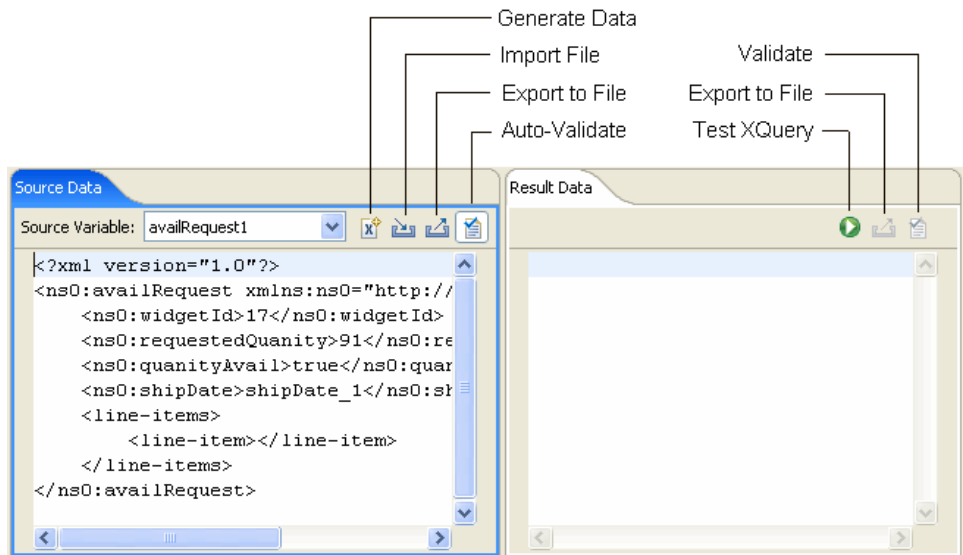 Generate Data
Import File
Validate
Export to File
Export to File
Auto-Validate
Test XQuery
Source Data
Result Data
Source Variable: availRequest1
<?xml version="1.0"?>
<ns0:availRequest xmlns:ns0="http://
<ns0:widgetId>17</ns0:widgetId>
<ns0:requestedQuanity>91</ns0:re
<ns0:quanityAvail>true</ns0:quan
<ns0:shipDate>shipDate_1</ns0:sh
<line-items>
<line-item></line-item>
</line-items>
</ns0:availRequest>